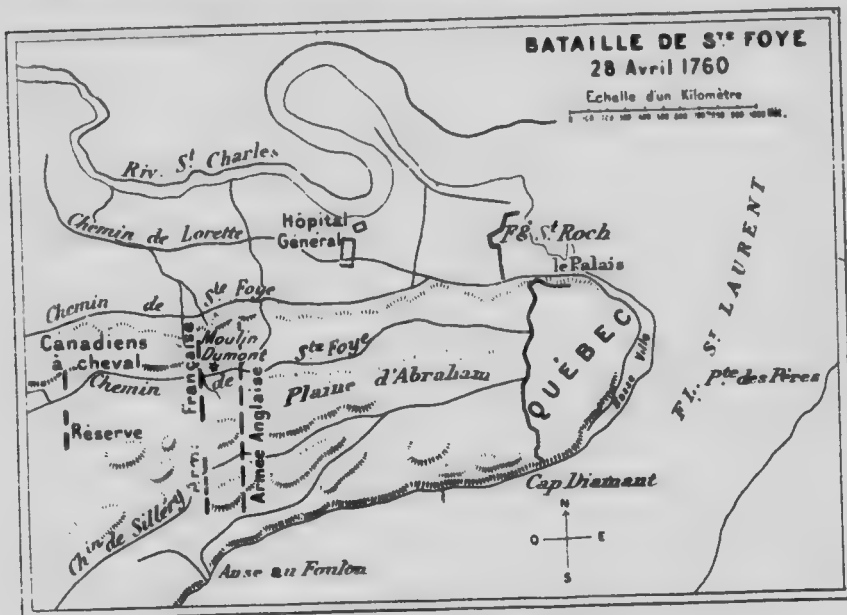 BATAILLE DE STE FOYE
28 Avril 1760
Echelle d'un Kilomètre
Riv. St Charles
Chemin de Lorette
Hôpital
Général
Fg. St Roch
le Palais
Chemin de Ste Foye
Canadiens
à cheval
Moulin
Dumont
Chemin de Ste Foye
Française
Armée Anglaise
Plaine d'Abraham
QUÉBEC
Basse Ville
Fl. St LAURENT
Pte des Pères
Réserve
Chin de Sillery
Cap Diamant
Anse au Foulon
N
O E
S